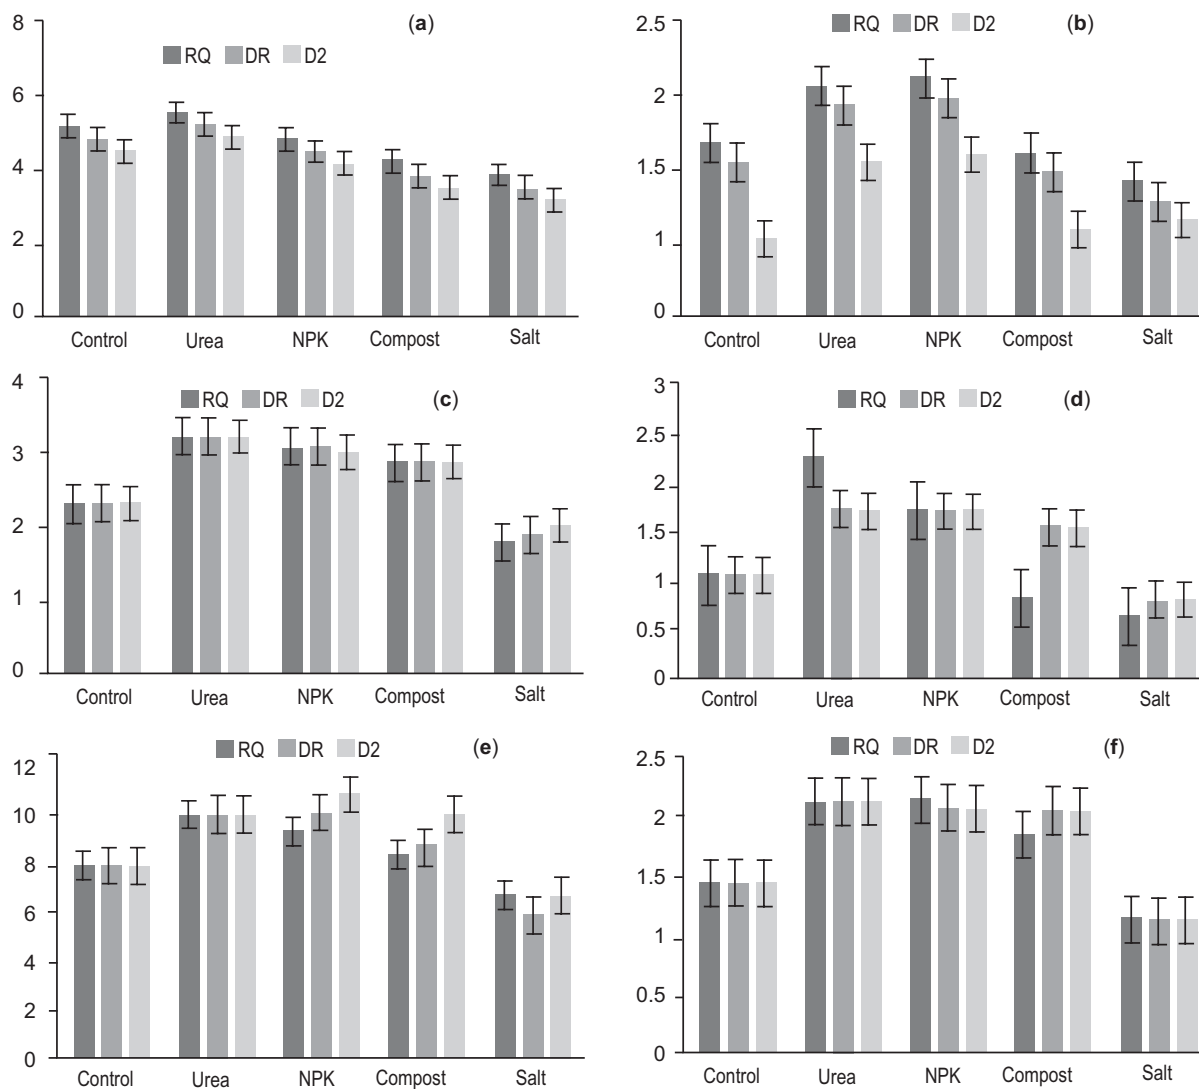 (a)
RQ DR D2
8
6
4
2
0
Control Urea NPK Compost Salt
(b)
RQ DR D2
2.5
2
1.5
1
0
Control Urea NPK Compost Salt
(c)
RQ DR D2
4
3
2
1
0
Control Urea NPK Compost Salt
(d)
RQ DR D2
3
2.5
2
1.5
1
0.5
0
Control Urea NPK Compost Salt
(e)
RQ DR D2
12
10
8
6
4
2
0
Control Urea NPK Compost Salt
(f)
RQ DR D2
2.5
2
1.5
1
0.5
0
Control Urea NPK Compost Salt